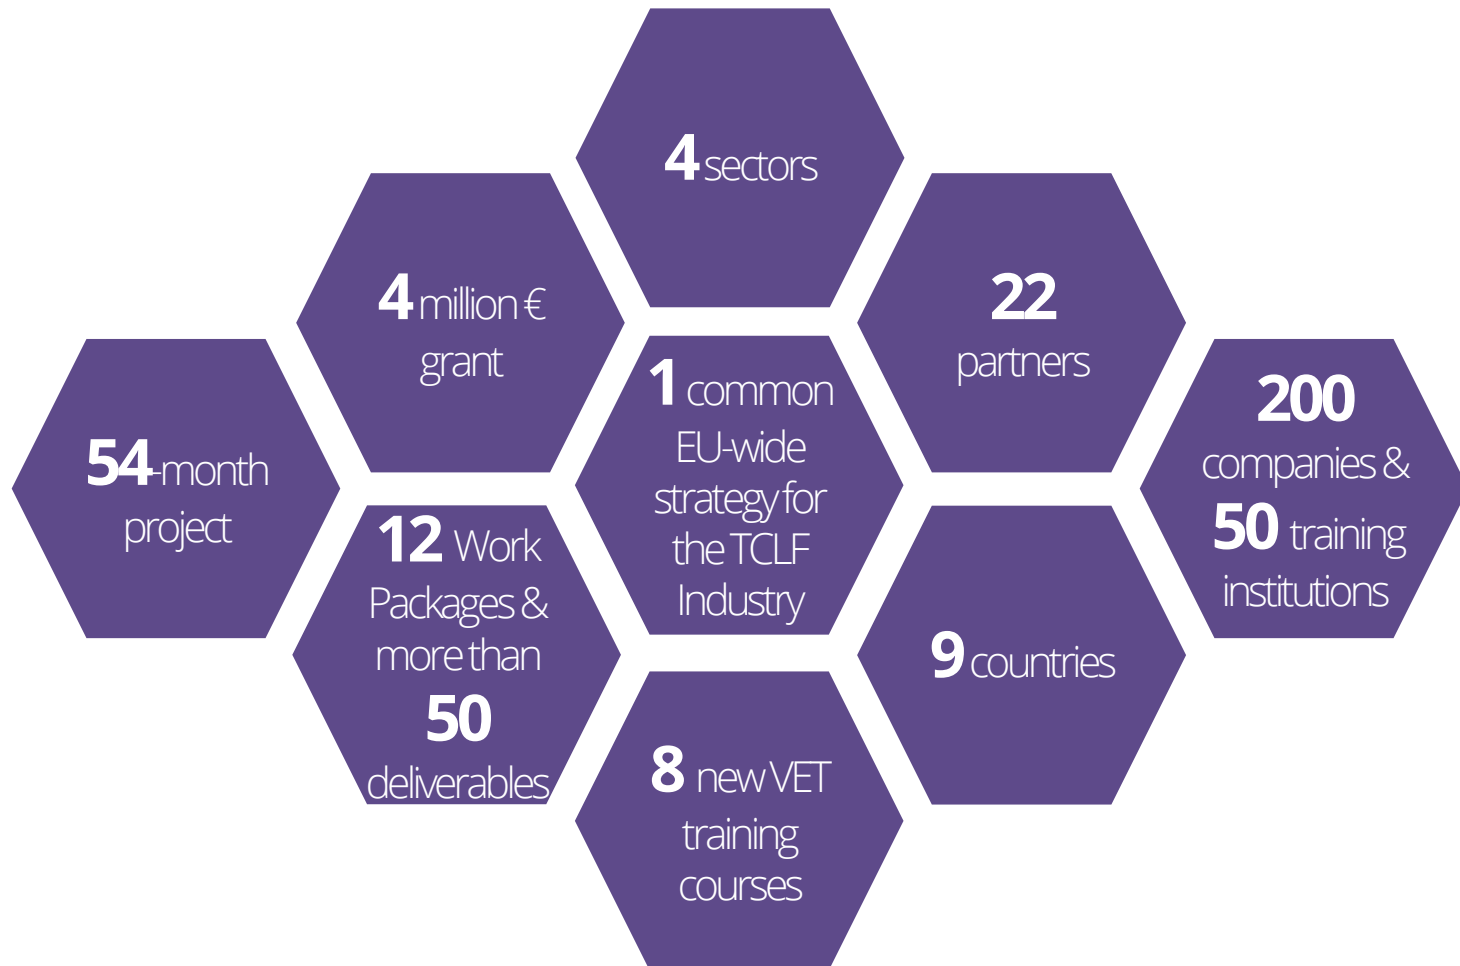 4 sectors
4 million €
grant
22
partners
54-month
project
1 common
EU-wide
strategy for
the TCLF
Industry
200
companies &
50 training
institutions
12 Work
Packages &
more than
50
deliverables
9 countries
8 new VET
training
courses